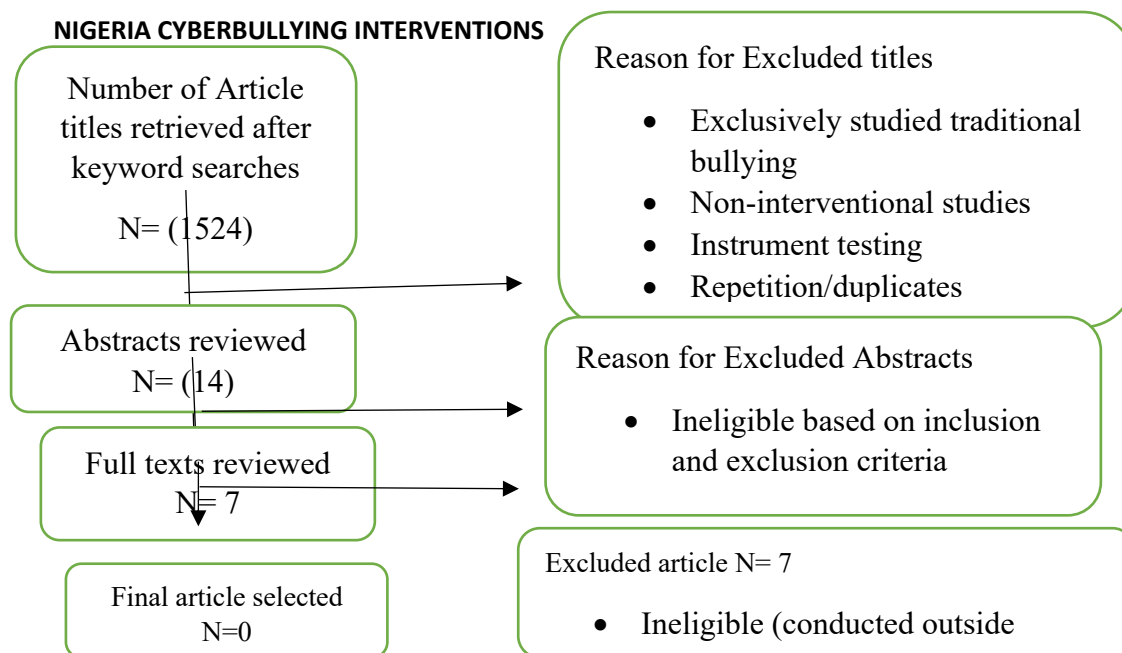 NIGERIA CYBERBULLYING INTERVENTIONS
Number of Article
titles retrieved after
keyword searches
N= (1524)
Reason for Excluded titles
• Exclusively studied traditional
bullying
• Non-interventional studies
• Instrument testing
• Repetition/duplicates
Abstracts reviewed
N= (14)
Reason for Excluded Abstracts
• Ineligible based on inclusion
and exclusion criteria
Full texts reviewed
N= 7
Excluded article N= 7
• Ineligible (conducted outside
Final article selected
N=0